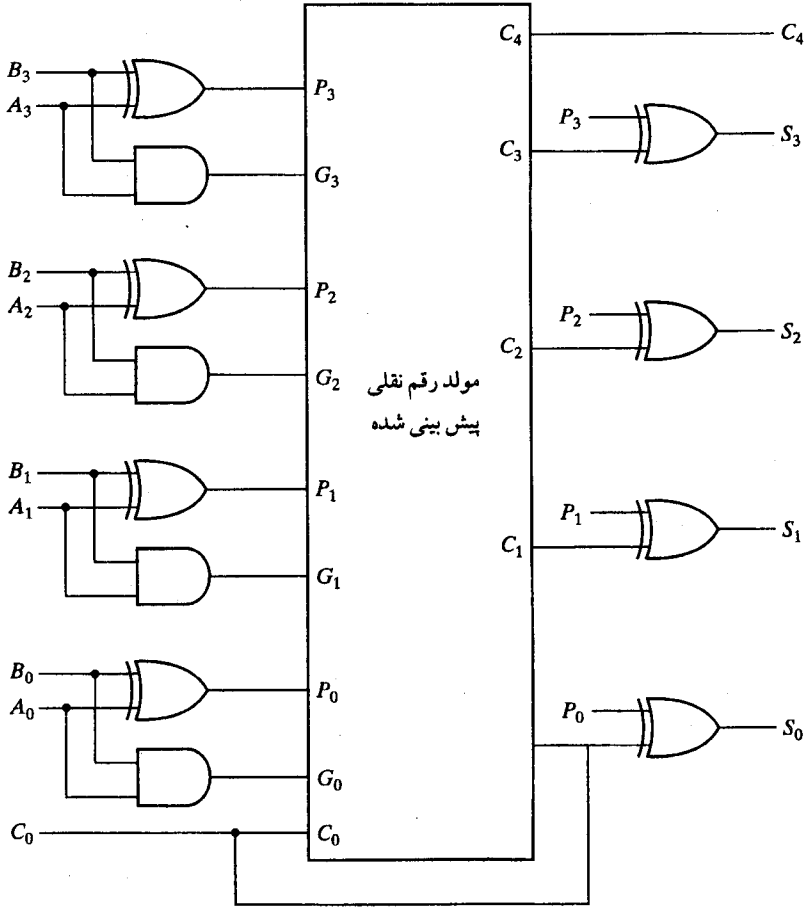 C₄
C₄
B₃
P₃
A₃
P₃
S₃
C₃
G₃
B₂
P₂
A₂
P₂
S₂
C₂
G₂
مولد رقم نقلی
پیش بینی شده
B₁
P₁
A₁
P₁
S₁
C₁
G₁
B₀
P₀
A₀
P₀
S₀
G₀
C₀
C₀